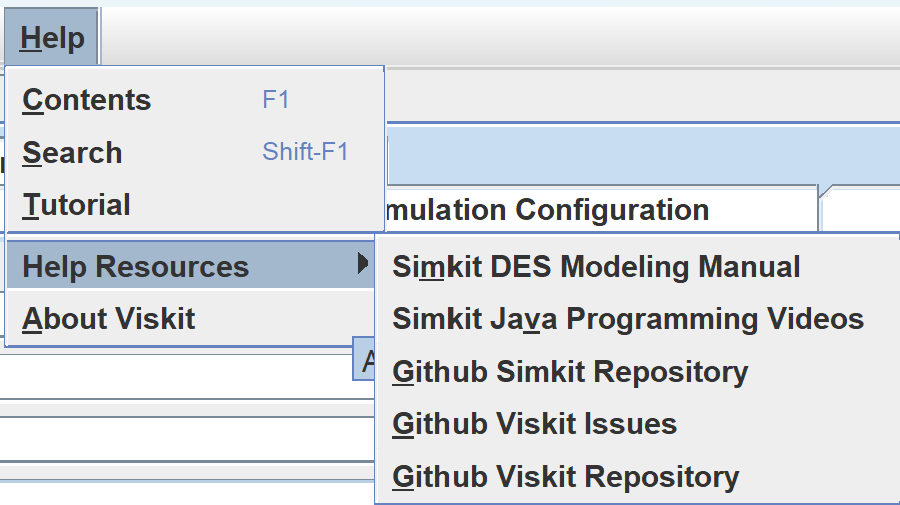 Help
Contents F1
Search Shift-F1
Tutorial
mulation Configuration
Help Resources
About Viskit
A
Simkit DES Modeling Manual
Simkit Java Programming Videos
Github Simkit Repository
Github Viskit Issues
Github Viskit Repository